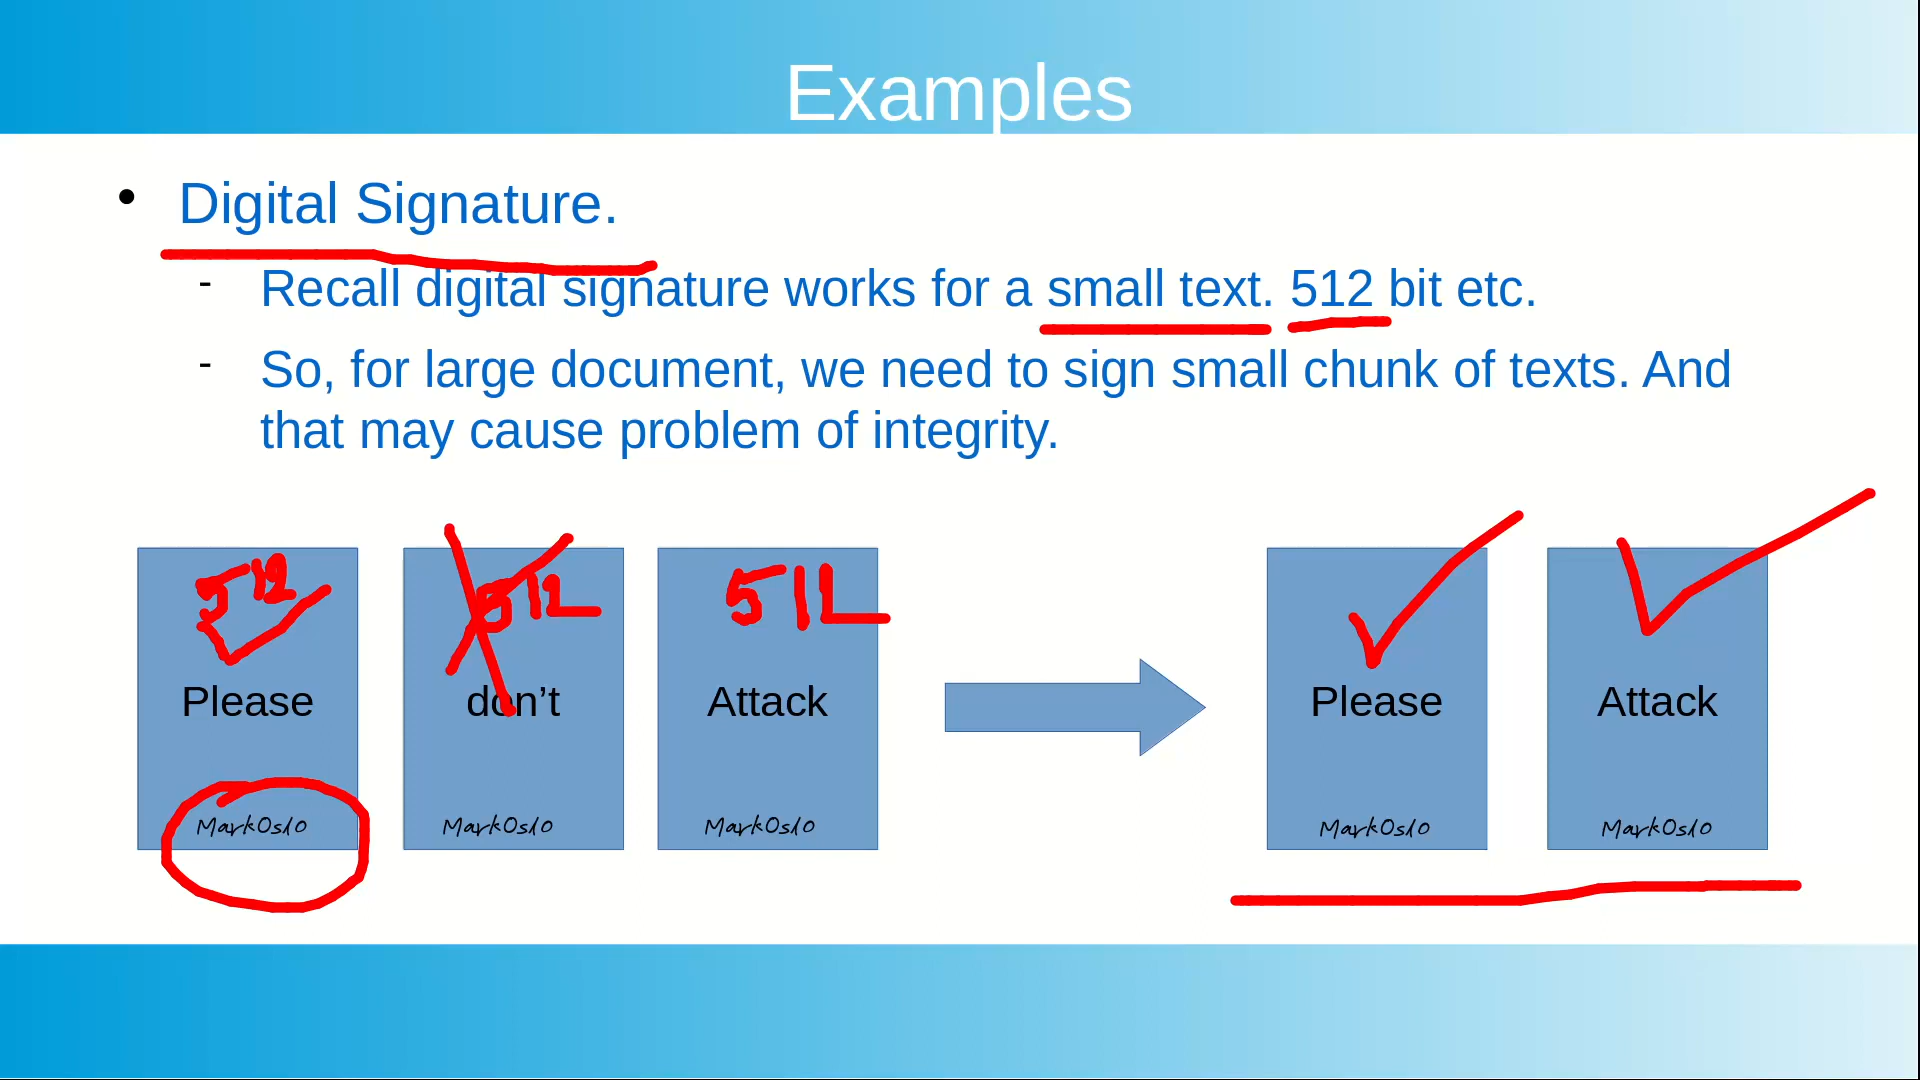 Examples
• Digital Signature.
- Recall digital signature works for a small text. 512 bit etc.
- So, for large document, we need to sign small chunk of texts. And
that may cause problem of integrity.
512 512 512
Please don’t Attack Please Attack
MarkOslo MarkOslo MarkOslo MarkOslo MarkOslo